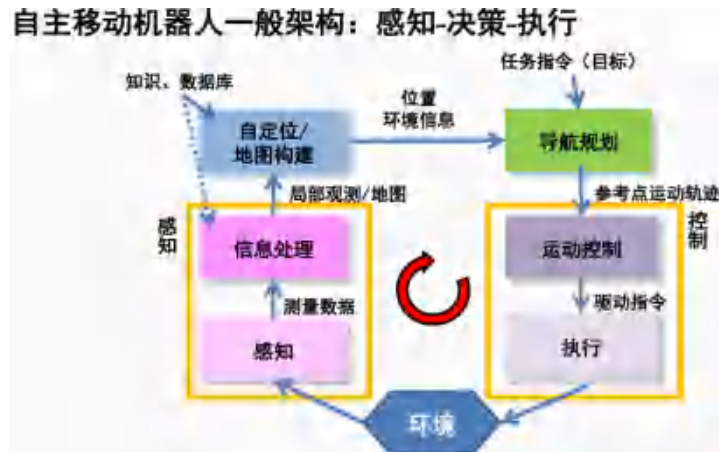 自主移动机器人一般架构：感知-决策-执行
任务指令（目标）
知识、数据库
位置
环境信息
自定位/
地图构建
导航规划
局部观测/地图
参考点运动轨迹
感知
控制
信息处理
运动控制
测量数据
驱动指令
感知
执行
环境